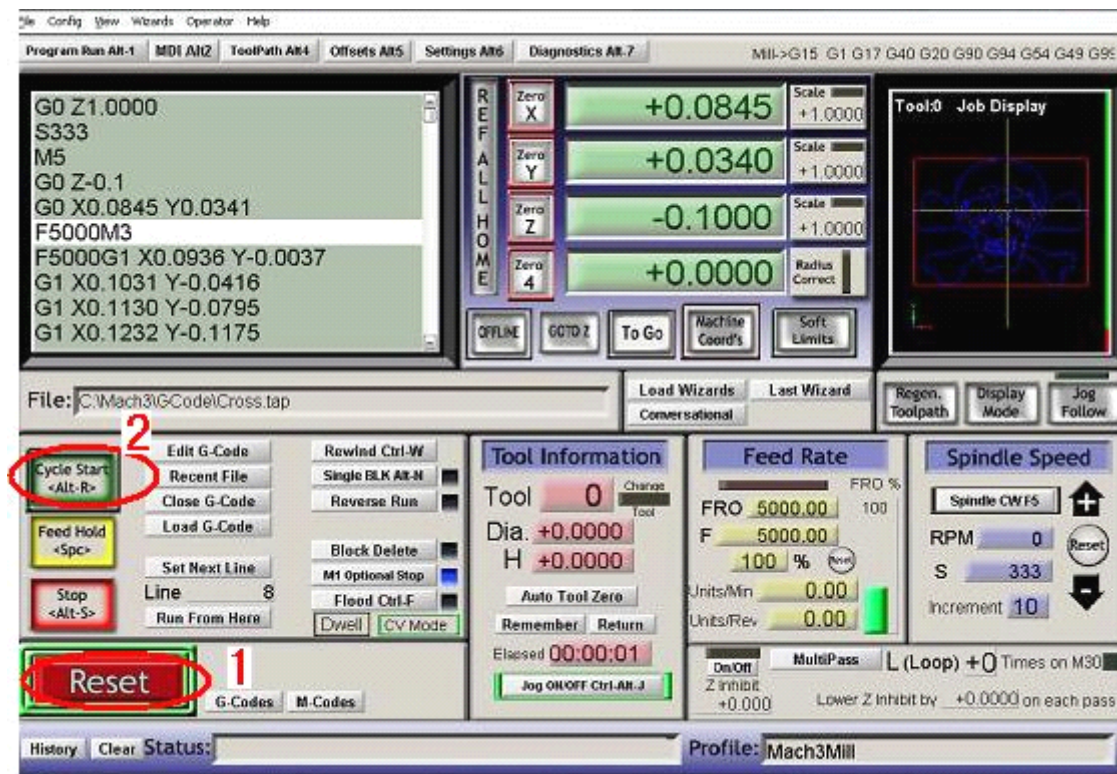 File Config View Wizards Operator Help
Program Run Alt-1 MDI Alt2 ToolPath Alt4 Offsets Alt5 Settings Alt6 Diagnostics Alt-7 Mill->G15 G1 G17 G40 G20 G90 G94 G54 G49 G99
G0 Z1.0000
S333
M5
G0 Z-0.1
G0 X0.0845 Y0.0341
F5000M3
F5000G1 X0.0936 Y-0.0037
G1 X0.1031 Y-0.0416
G1 X0.1130 Y-0.0795
G1 X0.1232 Y-0.1175
REF ALL HOME
Zero X +0.0845 Scale +1.0000
Zero Y +0.0340 Scale +1.0000
Zero Z -0.1000 Scale +1.0000
Zero 4 +0.0000 Radius Correct
OFFLINE GOTO Z To Go Machine Coord's Soft Limits
Tool:0 Job Display
File: C:\Mach3\GCode\Cross.tap
Load Wizards Last Wizard
Conversational
Regen. Toolpath Display Mode Jog Follow
2
Cycle Start <Alt-R>
Feed Hold <Spc>
Stop <Alt-S>
Edit G-Code
Recent File
Close G-Code
Load G-Code
Set Next Line
Line 8
Run From Here
Rewind Ctrl-W
Single BLK Alt-N
Reverse Run
Block Delete
M1 Optional Stop
Flood Ctrl-F
Dwell CV Mode
1
Reset
G-Codes M-Codes
Tool Information
Tool 0 Change Tool
Dia. +0.0000
H +0.0000
Auto Tool Zero
Remember Return
Elapsed 00:00:01
Jog ON/OFF Ctrl-Alt-J
Feed Rate
FRO %
FRO 5000.00 100
F 5000.00
100 % Reset
Units/Min 0.00
Units/Rev 0.00
Spindle Speed
Spindle CW F5
RPM 0 Reset
S 333
Increment 10
On/Off
Z Inhibit
+0.000
MultiPass L (Loop) +0 Times on M30
Lower Z Inhibit by +0.0000 on each pass
History Clear Status: Profile: Mach3Mill